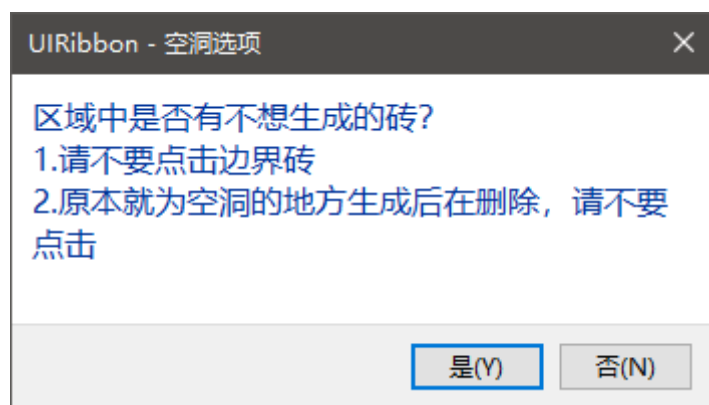 UIRibbon - 空洞选项
区域中是否有不想生成的砖?
1.请不要点击边界砖
2.原本就为空洞的地方生成后在删除，请不要
点击
是(Y)
否(N)